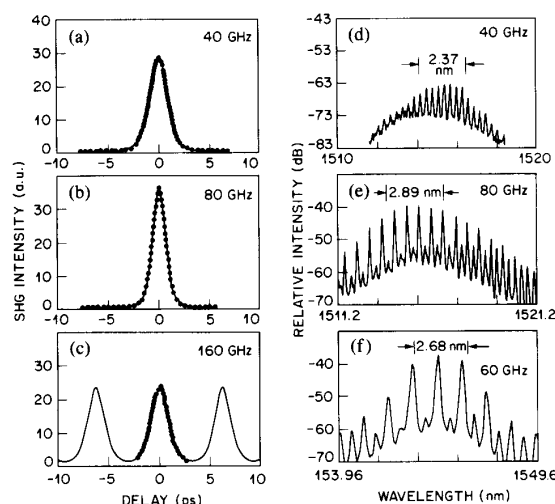 SHG INTENSITY (a.u.)
(a)
40 GHz
30
20
10
0
-10
-5
0
5
10
(b)
80 GHz
30
20
10
0
-10
-5
0
5
10
(c)
160 GHz
30
20
10
0
-10
-5
0
5
10
DELAY (ps)
RELATIVE INTENSITY (dB)
-43
-53
-63
-73
-83
(d)
40 GHz
2.37
nm
1510
1520
-40
-50
-60
-70
(e)
80 GHz
2.89 nm
1541.2
1521.2
-40
-50
-60
-70
(f)
60 GHz
2.68 nm
153.96
1549.6
WAVELENGTH (nm)